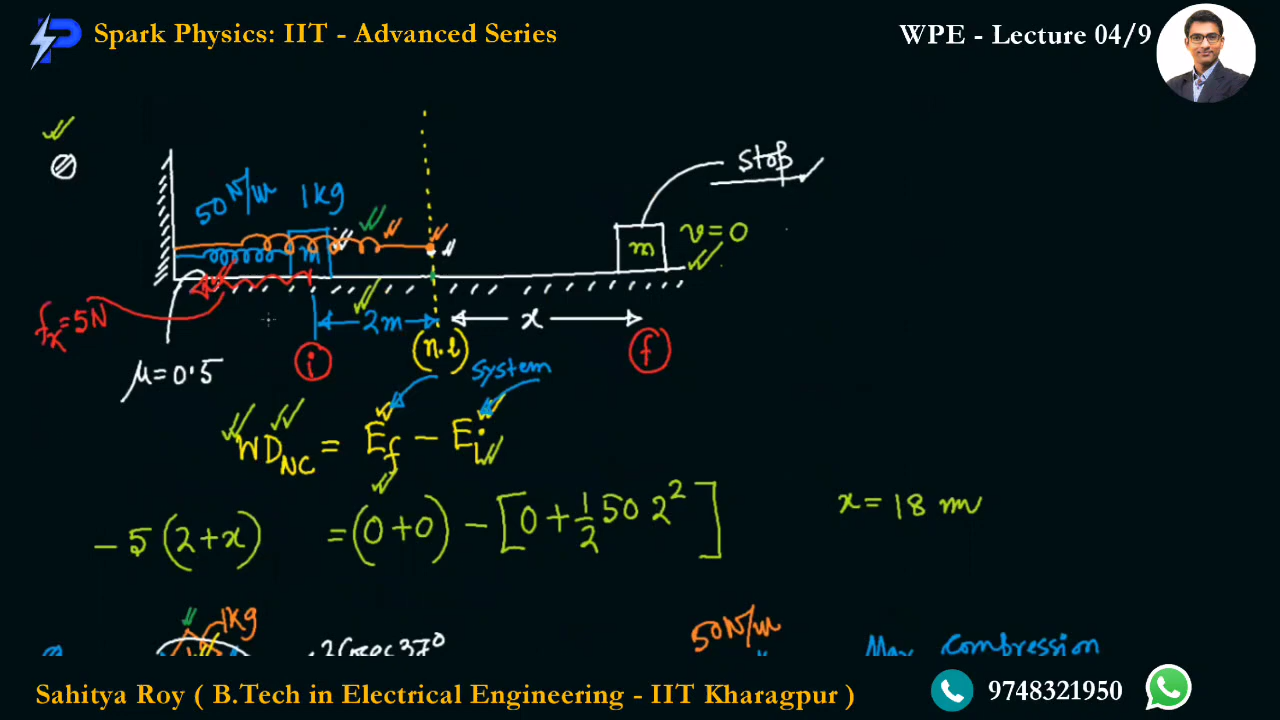 Spark Physics: IIT - Advanced Series
WPE - Lecture 04/9
Stop
50 N/m
1kg
m
m
v=0
fk=5N
2m
x
μ=0.5
i
(n.l)
f
system
WDNC = Ef - Ei
- 5 (2+x) = (0+0) - [0 + 1/2 50 2²]
x = 18 m
1kg
50 N/m
Max Compression
Sahitya Roy ( B.Tech in Electrical Engineering - IIT Kharagpur )
9748321950